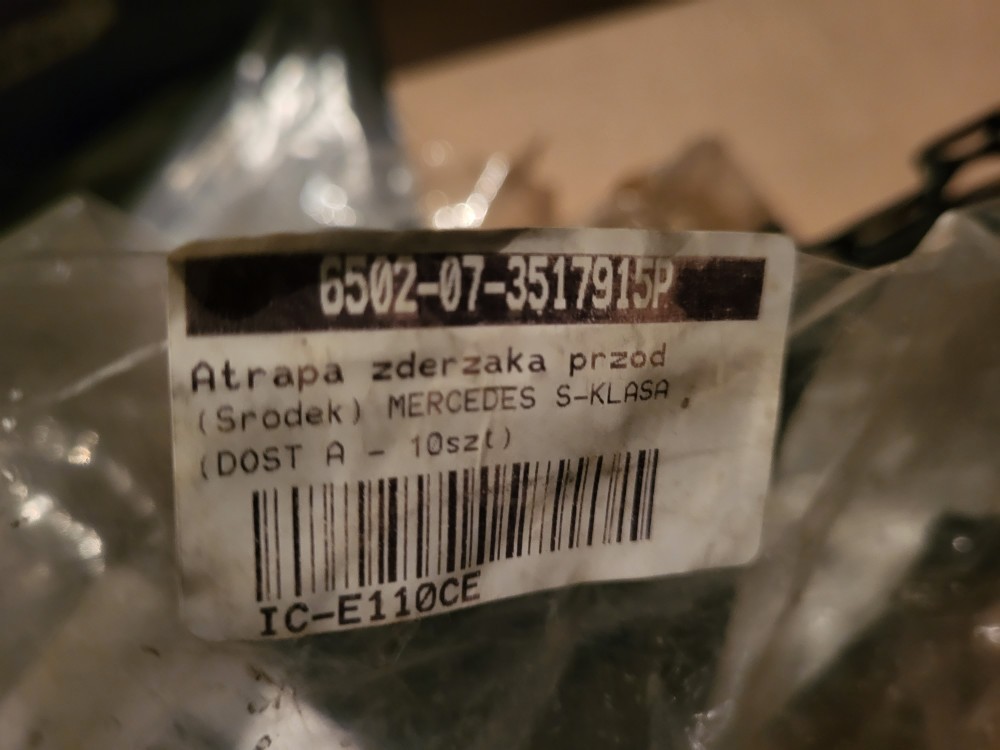 6502-07-3517915P
Atrapa zderzaka przod
(Srodek) MERCEDES S-KLASA ,
(DOST A - 10szt)
IC-E110CE